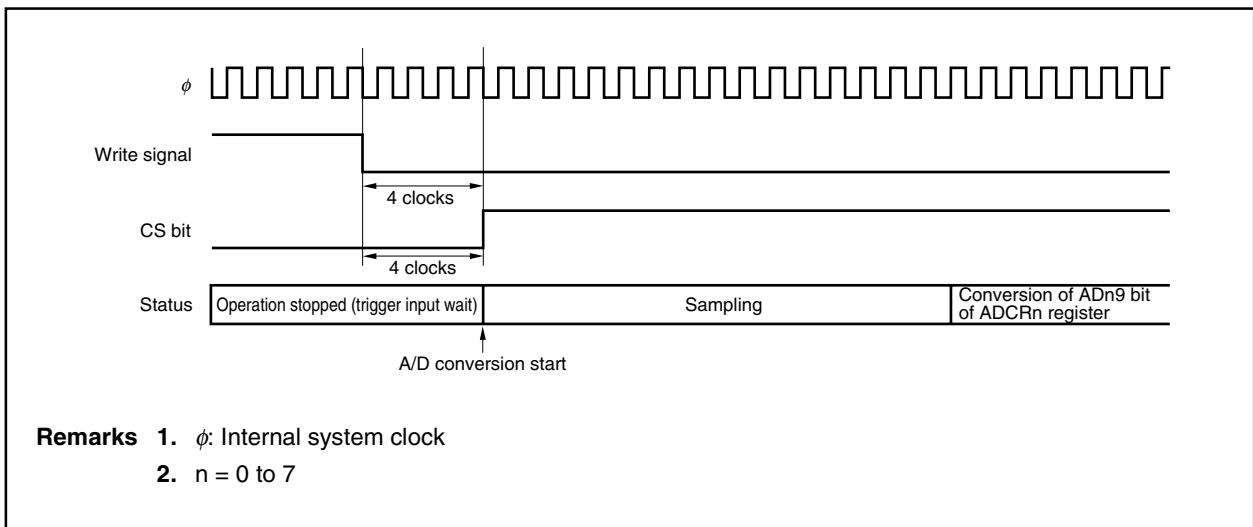 ϕ
Write signal
4 clocks
CS bit
4 clocks
Status Operation stopped (trigger input wait) Sampling Conversion of ADn9 bit
of ADCRn register
A/D conversion start
Remarks 1. ϕ: Internal system clock
2. n = 0 to 7